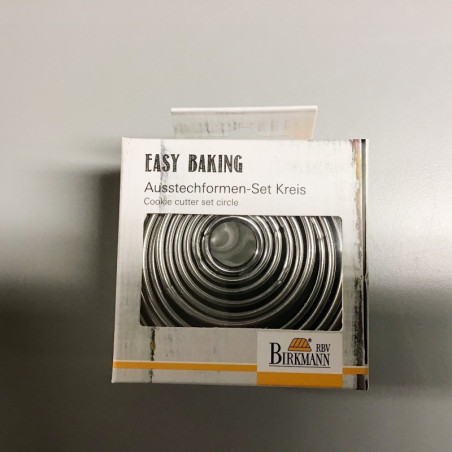 EASY BAKING
Ausstechformen-Set Kreis
Cookie cutter set circle
RBV
BIRKMANN